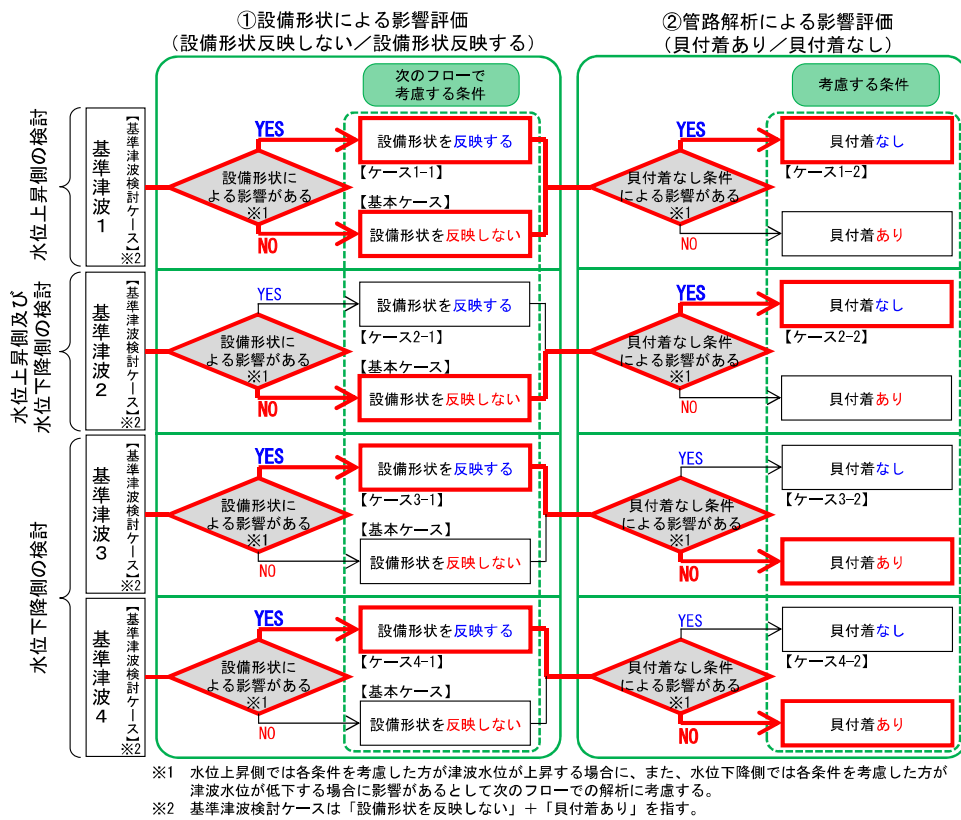 ①設備形状による影響評価
(設備形状反映しない／設備形状反映する)
②管路解析による影響評価
(貝付着あり／貝付着なし)
次のフローで
考慮する条件
考慮する条件
水位上昇側の検討
基準津波1
【基準津波検討ケース】※2
設備形状に
よる影響がある
※1
YES
設備形状を反映する
【ケース1-1】
【基本ケース】
NO
設備形状を反映しない
貝付着なし条件
による影響がある
※1
YES
貝付着なし
【ケース1-2】
NO
貝付着あり
水位上昇側及び
水位下降側の検討
基準津波2
【基準津波検討ケース】※2
設備形状に
よる影響がある
※1
YES
設備形状を反映する
【ケース2-1】
【基本ケース】
NO
設備形状を反映しない
貝付着なし条件
による影響がある
※1
YES
貝付着なし
【ケース2-2】
NO
貝付着あり
水位下降側の検討
基準津波3
【基準津波検討ケース】※2
設備形状に
よる影響がある
※1
YES
設備形状を反映する
【ケース3-1】
【基本ケース】
NO
設備形状を反映しない
貝付着なし条件
による影響がある
※1
YES
貝付着なし
【ケース3-2】
NO
貝付着あり
基準津波4
【基準津波検討ケース】※2
設備形状に
よる影響がある
※1
YES
設備形状を反映する
【ケース4-1】
【基本ケース】
NO
設備形状を反映しない
貝付着なし条件
による影響がある
※1
YES
貝付着なし
【ケース4-2】
NO
貝付着あり
※1 水位上昇側では各条件を考慮した方が津波水位が上昇する場合に、また、水位下降側では各条件を考慮した方が
津波水位が低下する場合に影響があるとして次のフローでの解析に考慮する。
※2 基準津波検討ケースは「設備形状を反映しない」＋「貝付着あり」を指す。